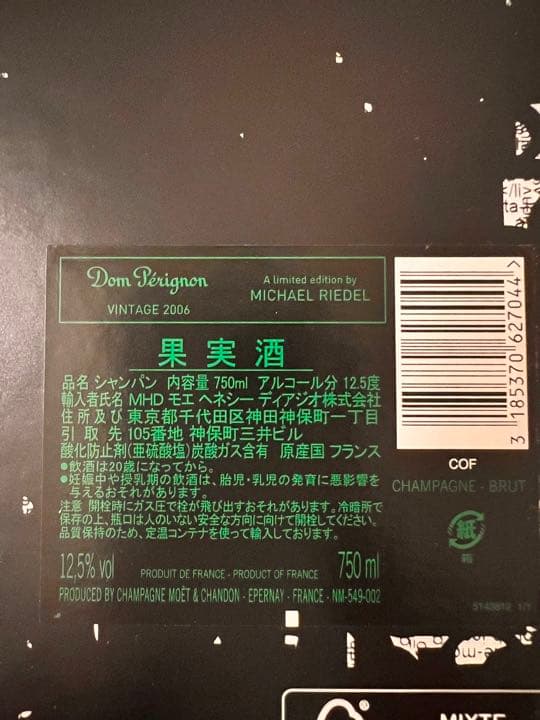 </li>
ta-
Dom Pérignon
VINTAGE 2006
A limited edition by
MICHAEL RIEDEL
果実酒
品名 シャンパン 内容量 750ml アルコール分 12.5度
輸入者氏名 MHD モエ ヘネシー ディアジオ株式会社
住所及び 東京都千代田区神田神保町一丁目
引取先 105番地 神保町三井ビル
酸化防止剤(亜硫酸塩)炭酸ガス含有 原産国 フランス
●飲酒は20歳になってから。
●妊娠中や授乳期の飲酒は、胎児・乳児の発育に悪影響を
与えるおそれがあります。
注意 開栓時にガス圧で栓が飛び出すおそれがあります。冷暗所で
保存の上、瓶口は人のいない安全な方向に向けて開栓してください。
品質保持のため、定温コンテナを使って輸入しております。
12,5% vol
PRODUIT DE FRANCE - PRODUCT OF FRANCE
750 ml
PRODUCED BY CHAMPAGNE MOËT & CHANDON - EPERNAY - FRANCE - NM-549-002
3 185370 627044 >
COF
CHAMPAGNE - BRUT
紙
箱
5143812 1/1
MIXTE